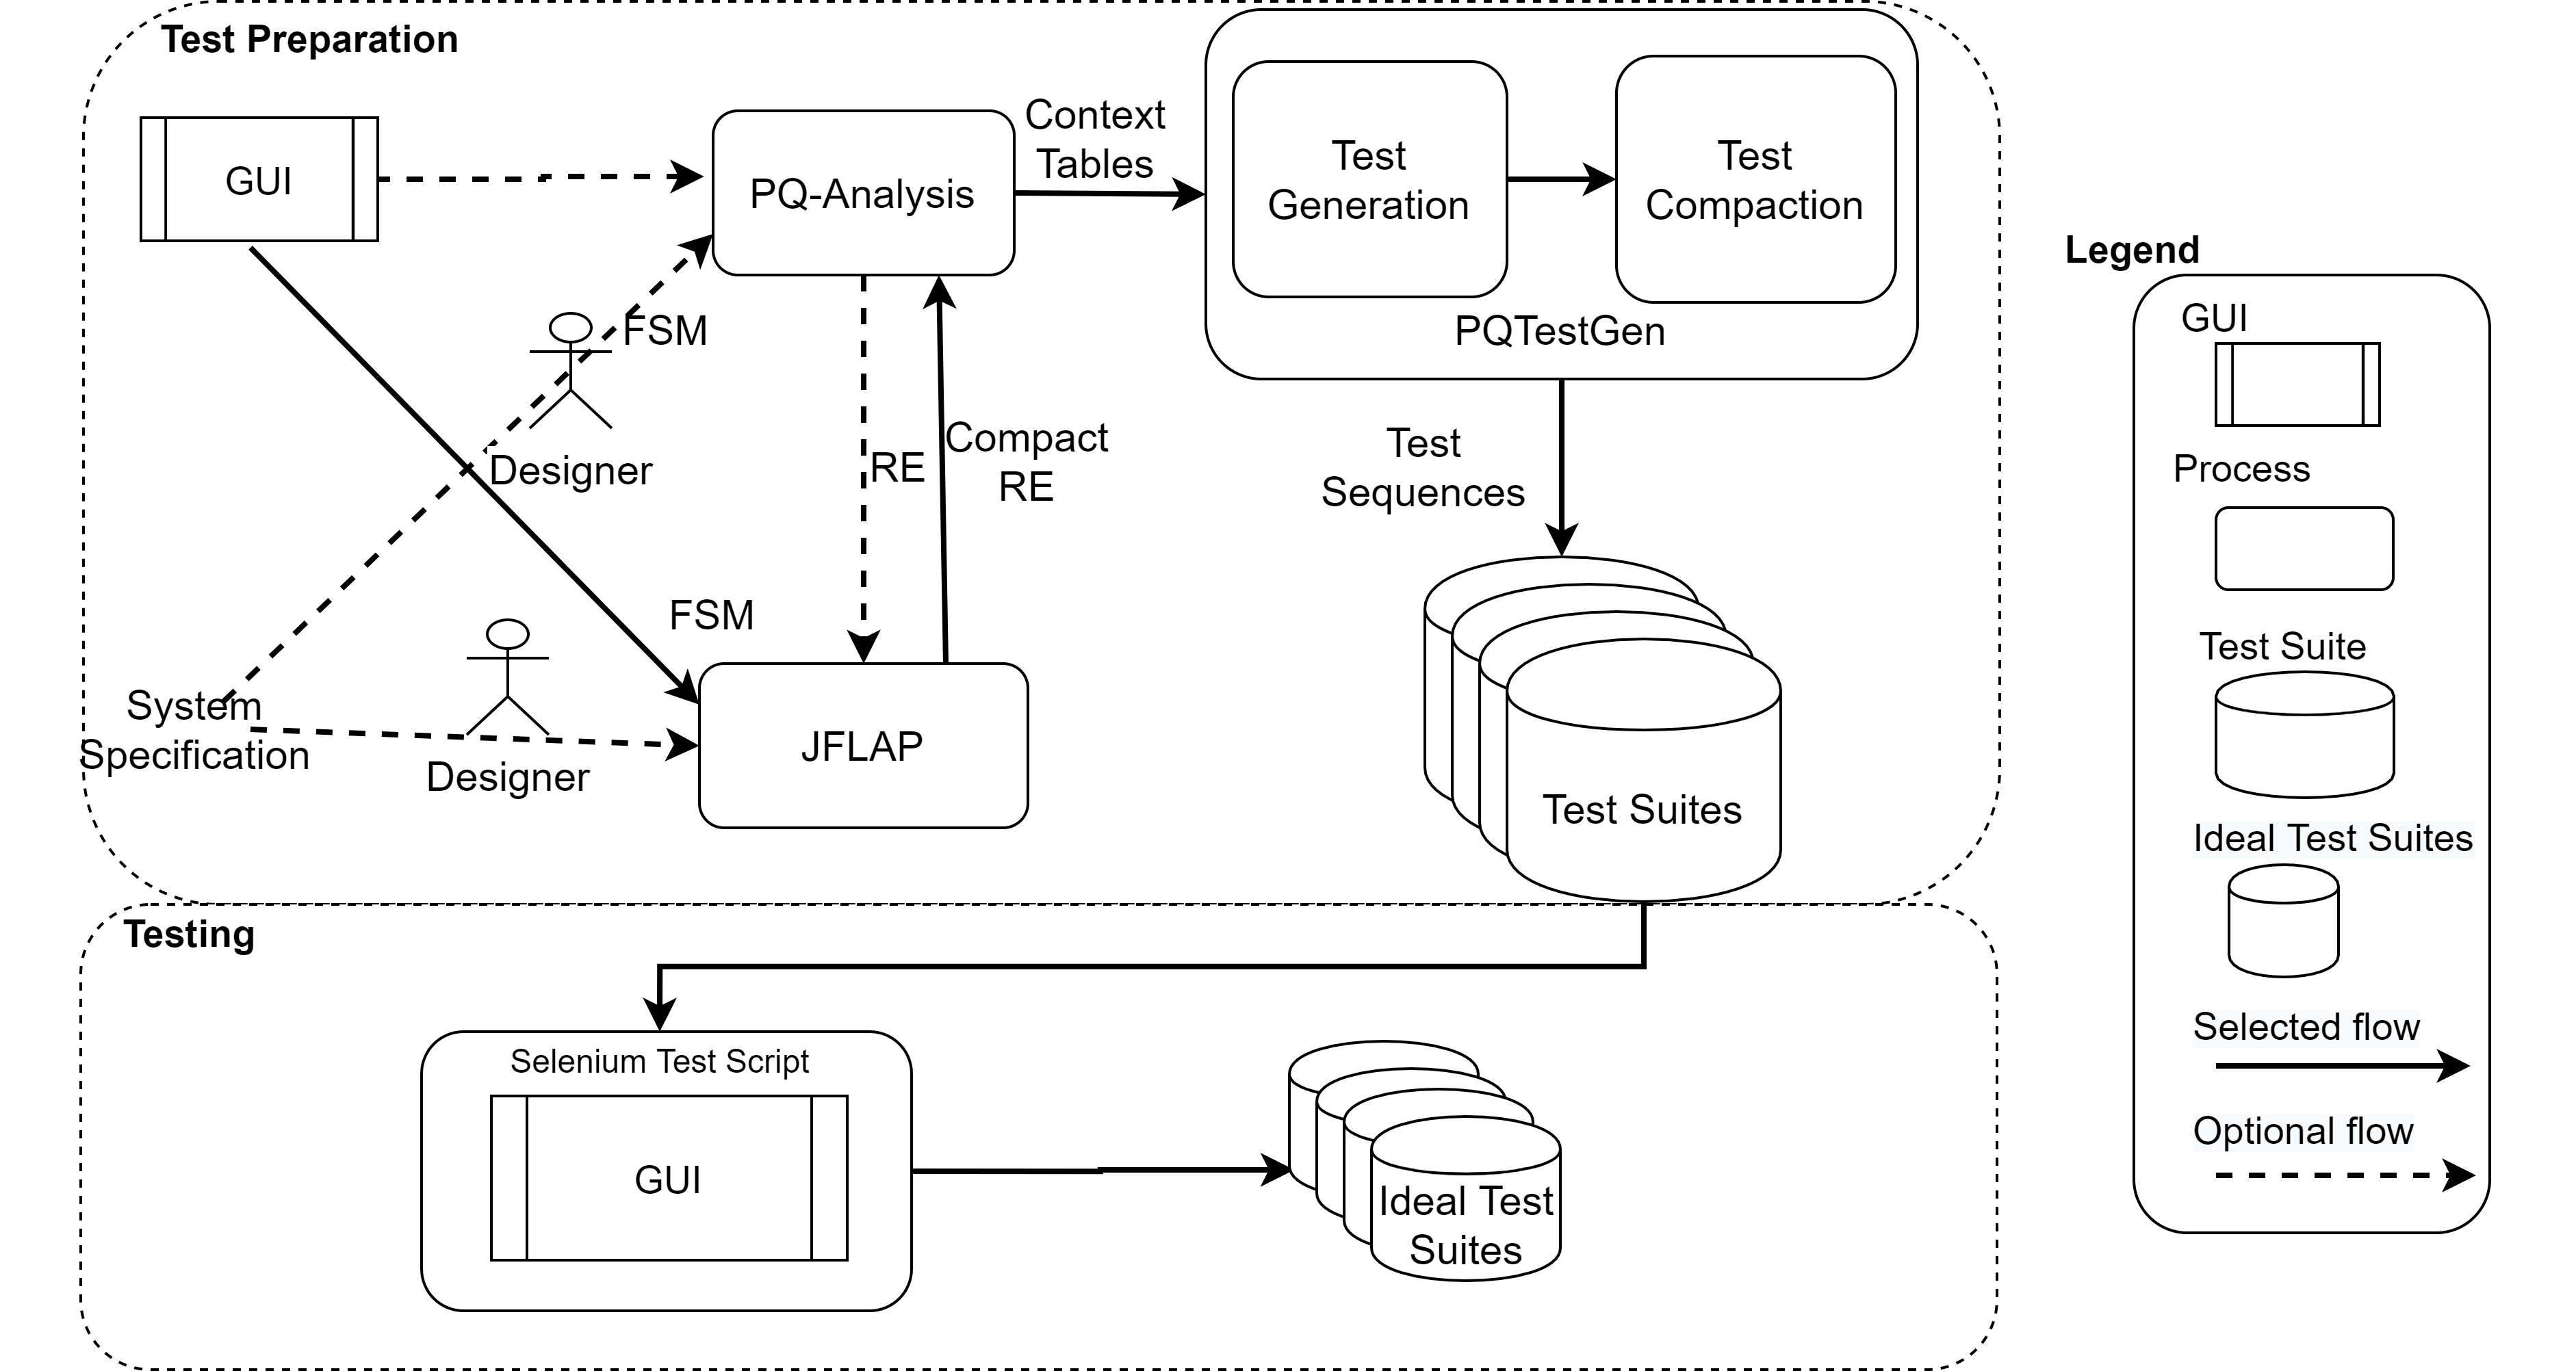 Test Preparation
GUI
PQ-Analysis
Context
Tables
Test
Generation
Test
Compaction
PQTestGen
FSM
Designer
RE
Compact
RE
Test
Sequences
FSM
System
Specification
Designer
JFLAP
Test Suites
Testing
Selenium Test Script
GUI
Ideal Test
Suites
Legend
GUI
Process
Test Suite
Ideal Test Suites
Selected flow
Optional flow